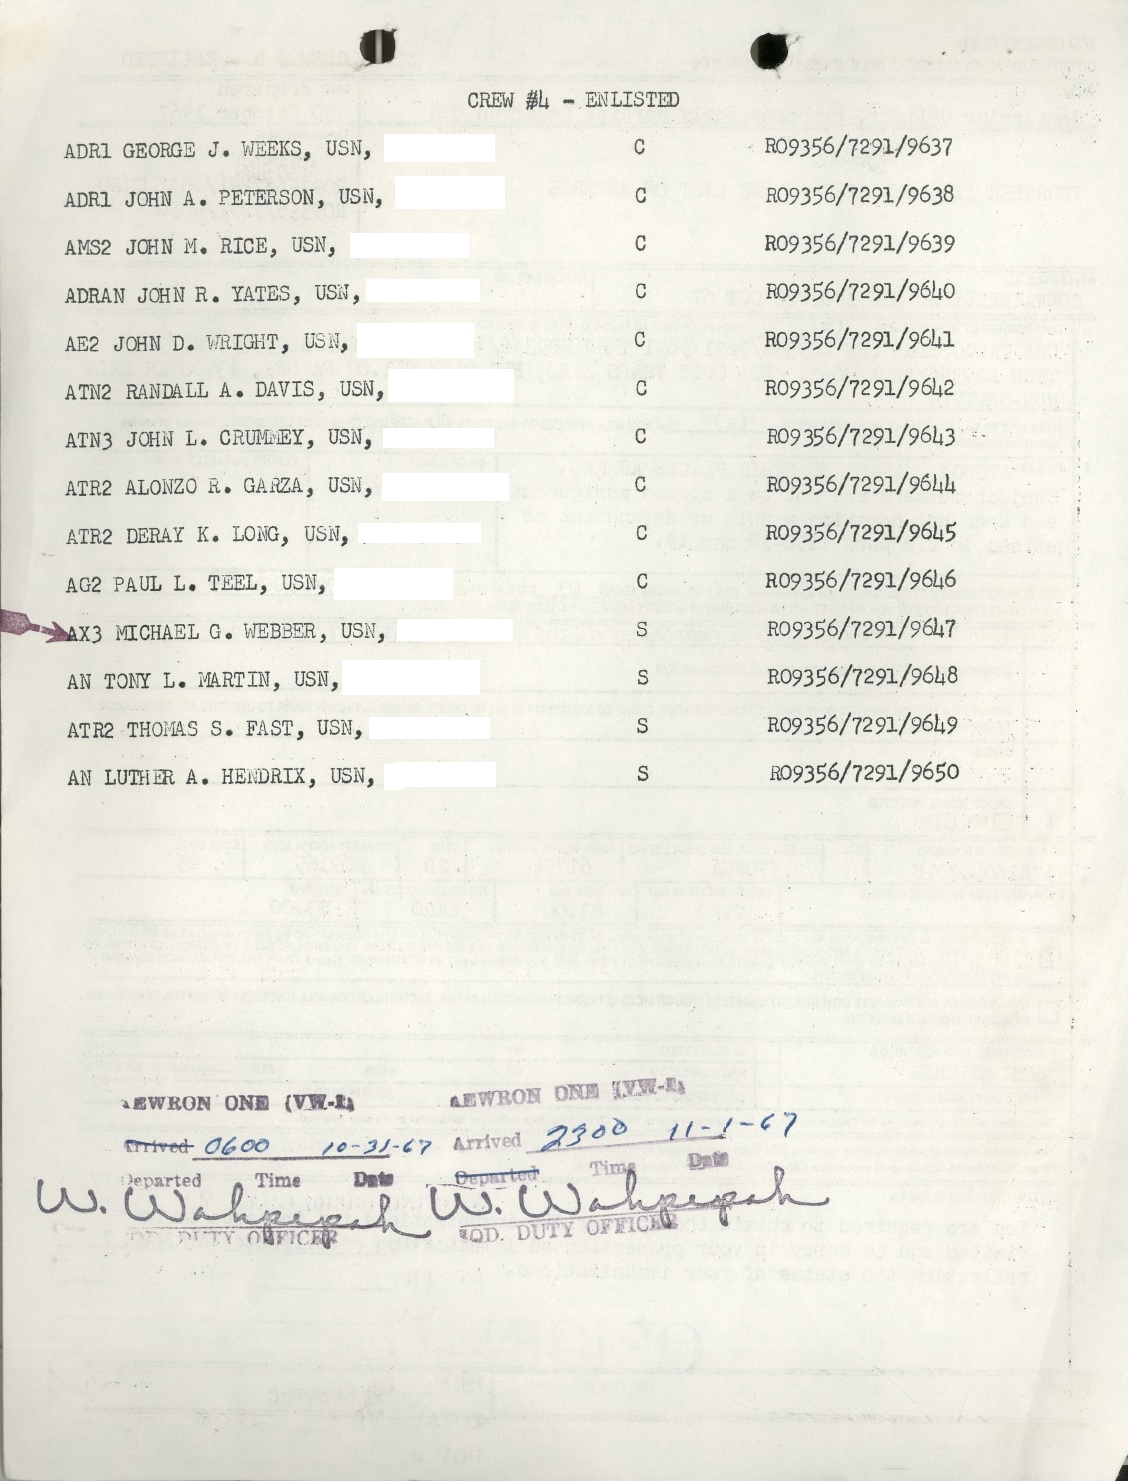 CREW #4 - ENLISTED
ADR1 GEORGE J. WEEKS, USN, C R09356/7291/9637
ADR1 JOHN A. PETERSON, USN, C R09356/7291/9638
AMS2 JOHN M. RICE, USN, C R09356/7291/9639
ADRAN JOHN R. YATES, USN, C R09356/7291/9640
AE2 JOHN D. WRIGHT, USN, C R09356/7291/9641
ATN2 RANDALL A. DAVIS, USN, C R09356/7291/9642
ATN3 JOHN L. CRUMMEY, USN, C R09356/7291/9643
ATR2 ALONZO R. GARZA, USN, C R09356/7291/9644
ATR2 DERAY K. LONG, USN, C R09356/7291/9645
AG2 PAUL L. TEEL, USN, C R09356/7291/9646
AX3 MICHAEL G. WEBBER, USN, S R09356/7291/9647
AN TONY L. MARTIN, USN, S R09356/7291/9648
ATR2 THOMAS S. FAST, USN, S R09356/7291/9649
AN LUTHER A. HENDRIX, USN, S R09356/7291/9650
AEWRON ONE (VW-1) AEWRON ONE (VW-1)
Arrived 0600 10-31-67 Arrived 2300 11-1-67
Departed Time Date Departed Time Date
W. Wahpepah W. Wahpepah
SQD. DUTY OFFICER SQD. DUTY OFFICER